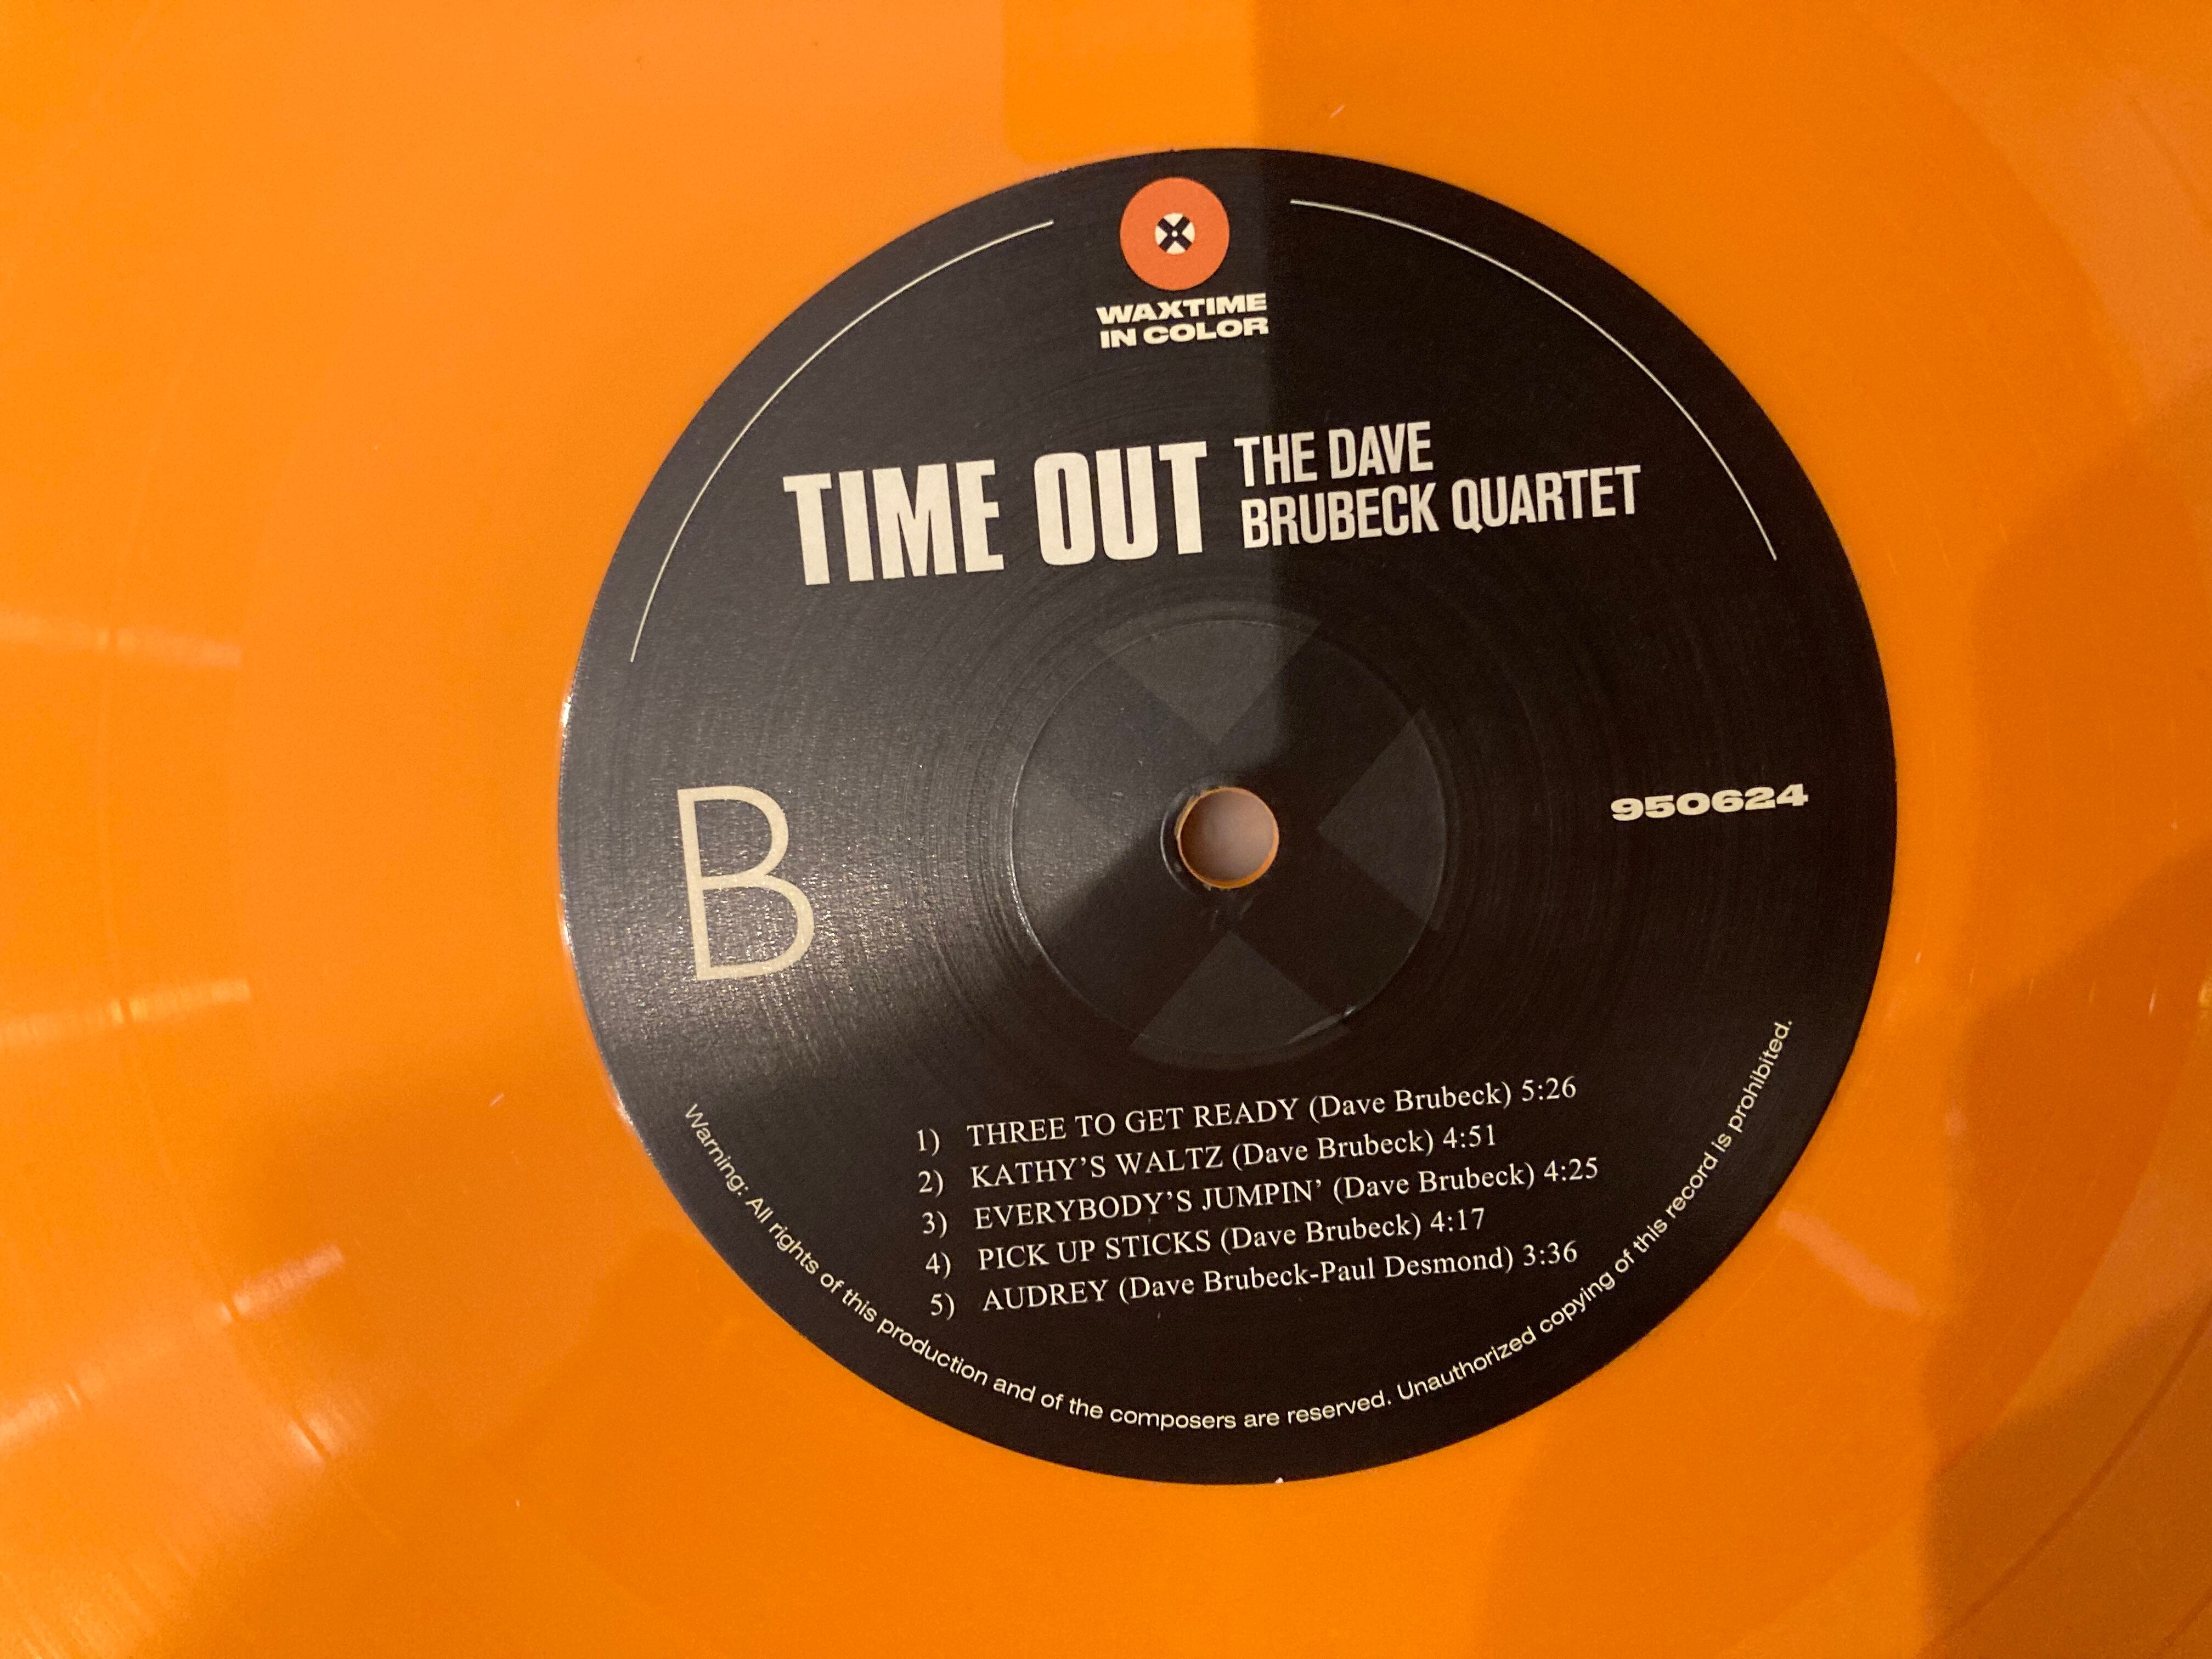 WAXTIME
IN COLOR
TIME OUT THE DAVE
BRUBECK QUARTET
B
950624
1) THREE TO GET READY (Dave Brubeck) 5:26
2) KATHY’S WALTZ (Dave Brubeck) 4:51
3) EVERYBODY’S JUMPIN’ (Dave Brubeck) 4:25
4) PICK UP STICKS (Dave Brubeck) 4:17
5) AUDREY (Dave Brubeck-Paul Desmond) 3:36
Warning: All rights of this production and of the composers are reserved. Unauthorized copying of this record is prohibited.